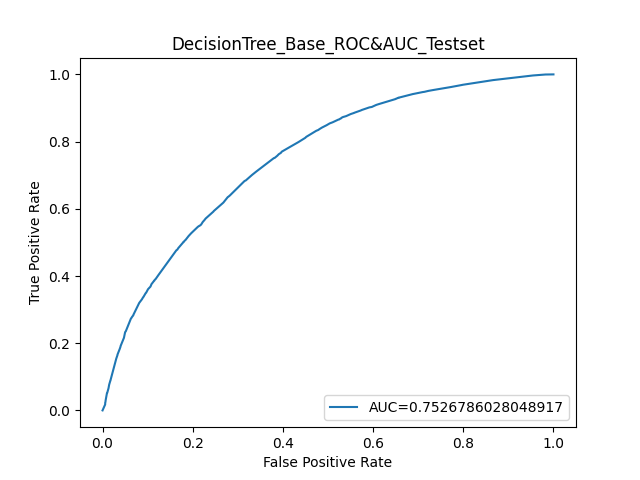 DecisionTree_Base_ROC&AUC_Testset
1.0
0.8
0.6
0.4
0.2
0.0
True Positive Rate
AUC=0.7526786028048917
0.0 0.2 0.4 0.6 0.8 1.0
False Positive Rate